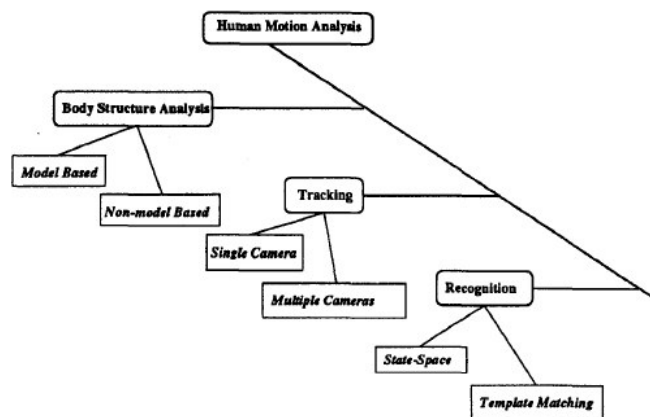 Human Motion Analysis
Body Structure Analysis
Model Based
Non-model Based
Tracking
Single Camera
Multiple Cameras
Recognition
State-Space
Template Matching